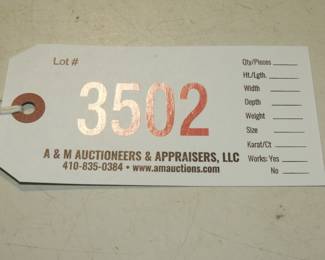 Lot #
3502
A & M AUCTIONEERS & APPRAISERS, LLC
410-835-0384 • www.amauctions.com
Qty/Pieces
Ht./Lgth.
Width
Depth
Weight
Size
Karat/Ct
Works: Yes
No